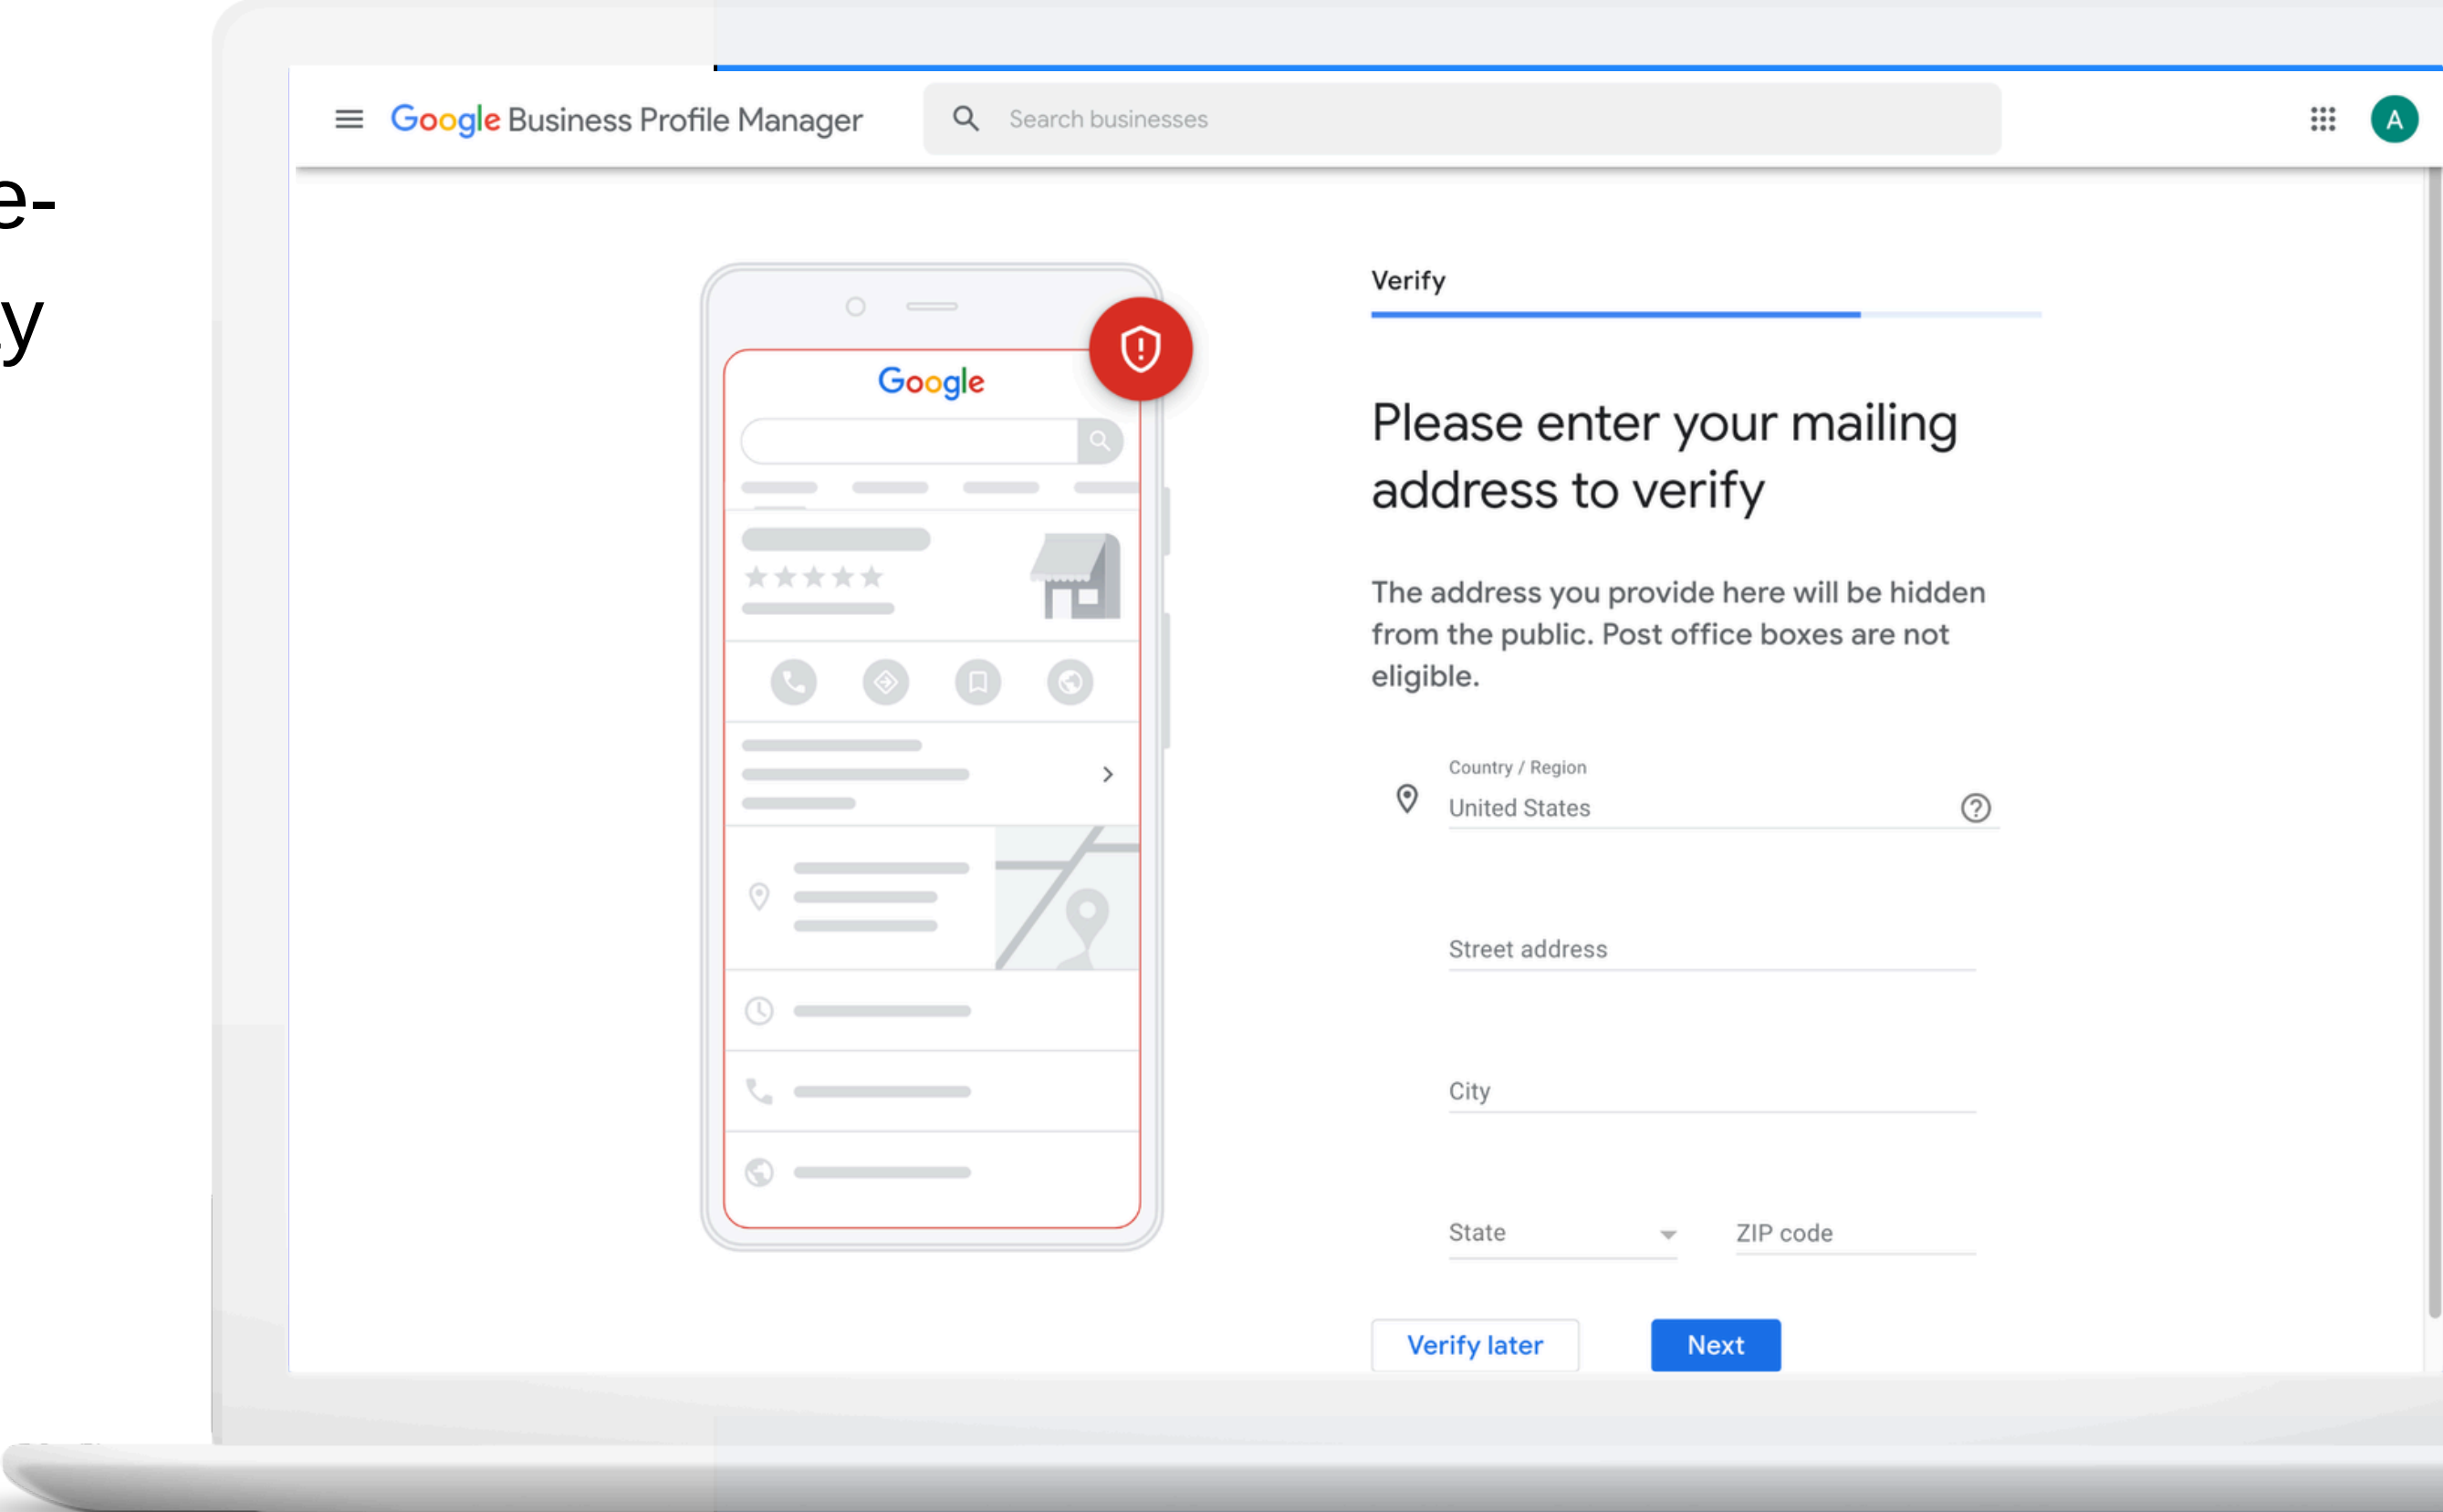 e-
y
Google Business Profile Manager
Search businesses
A
Google
Verify
Please enter your mailing
address to verify
The address you provide here will be hidden
from the public. Post office boxes are not
eligible.
Country / Region
United States
Street address
City
State
ZIP code
Verify later
Next